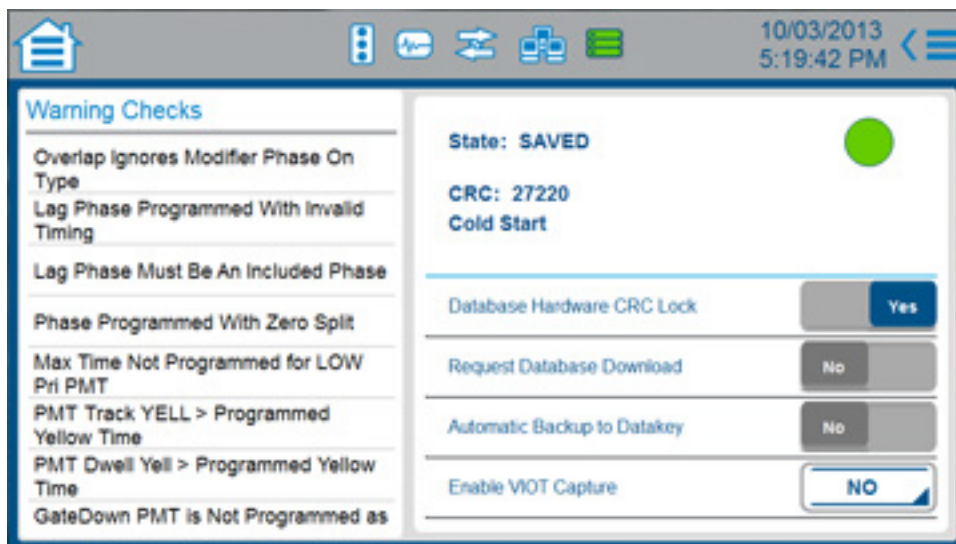 10/03/2013
5:19:42 PM
Warning Checks
Overlap Ignores Modifier Phase On
Type
Lag Phase Programmed With Invalid
Timing
Lag Phase Must Be An Included Phase
Phase Programmed With Zero Split
Max Time Not Programmed for LOW
Pri PMT
PMT Track YELL > Programmed
Yellow Time
PMT Dwell Yell > Programmed Yellow
Time
GateDown PMT is Not Programmed as
State: SAVED
CRC: 27220
Cold Start
Database Hardware CRC Lock
Yes
Request Database Download
No
Automatic Backup to Datakey
No
Enable VIOT Capture
NO